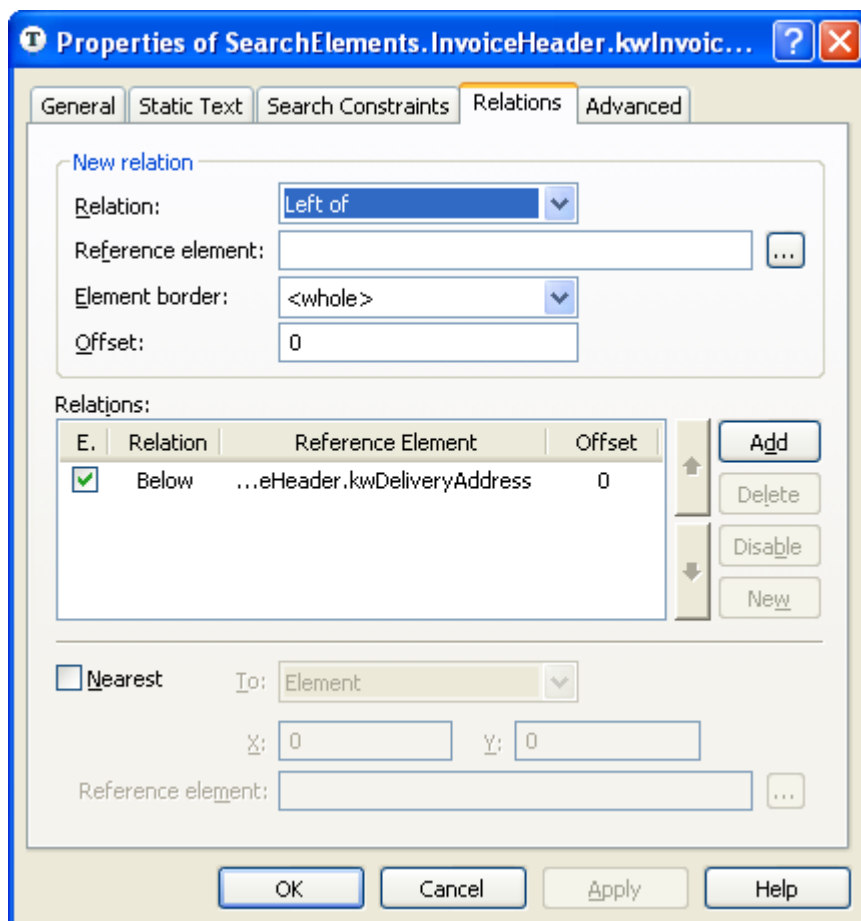 T Properties of SearchElements.InvoiceHeader.kwInvoic... ?
General Static Text Search Constraints Relations Advanced
New relation
Relation: Left of
Reference element: ...
Element border: <whole>
Offset: 0
Relations:
E. Relation Reference Element Offset Add
Below ...eHeader.kwDeliveryAddress 0 Delete
Disable
New
Nearest To: Element
X: 0 Y: 0
Reference element: ...
OK Cancel Apply Help